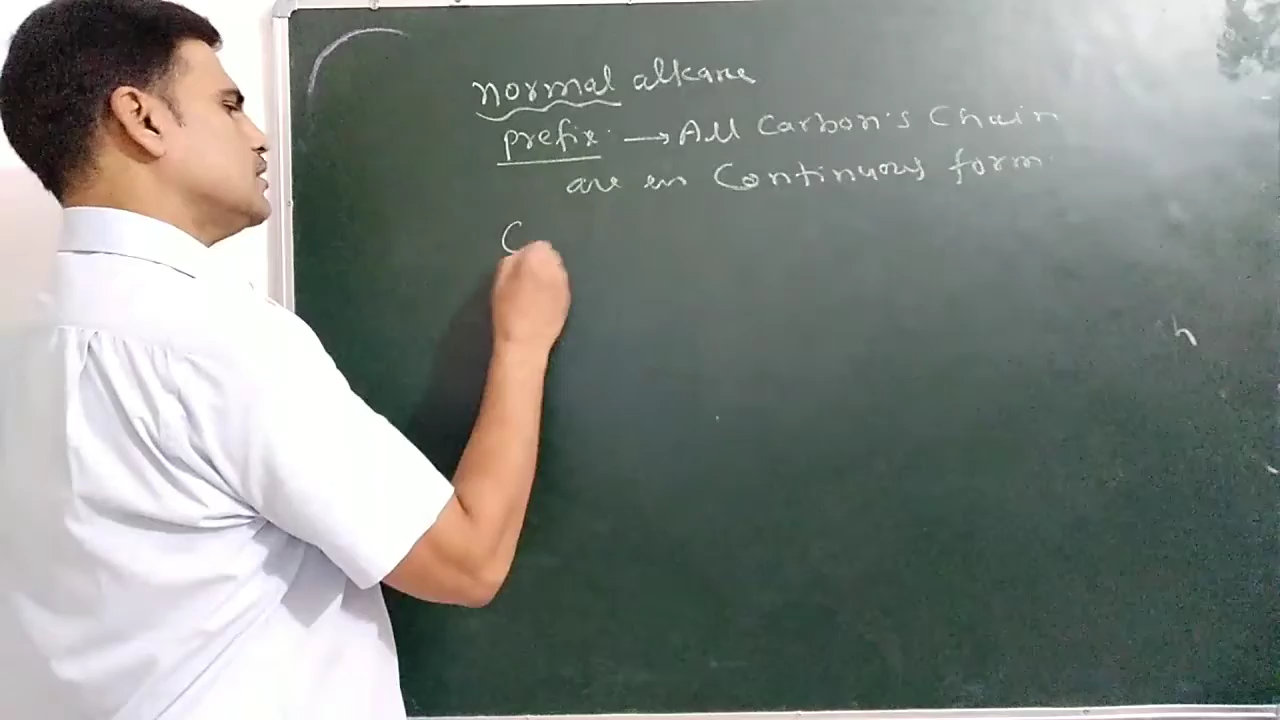 normal alkane
prefix → All Carbon's Chain
are in Continuous form.
C
h